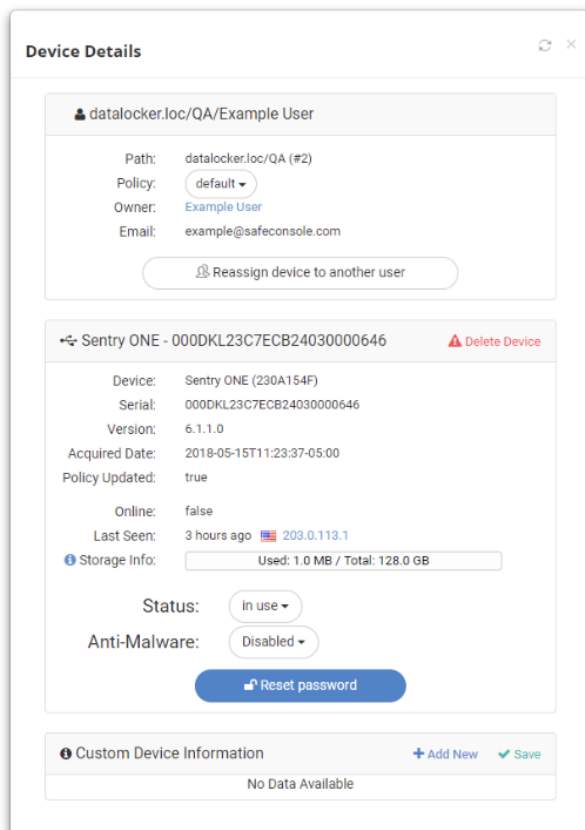 Device Details
datalocker.loc/QA/Example User
Path: datalocker.loc/QA (#2)
Policy: default
Owner: Example User
Email: example@safeconsole.com
Reassign device to another user
Sentry ONE - 000DKL23C7ECB24030000646 Delete Device
Device: Sentry ONE (230A154F)
Serial: 000DKL23C7ECB24030000646
Version: 6.1.1.0
Acquired Date: 2018-05-15T11:23:37-05:00
Policy Updated: true
Online: false
Last Seen: 3 hours ago 203.0.113.1
Storage Info: Used: 1.0 MB / Total: 128.0 GB
Status: in use
Anti-Malware: Disabled
Reset password
Custom Device Information Add New Save
No Data Available